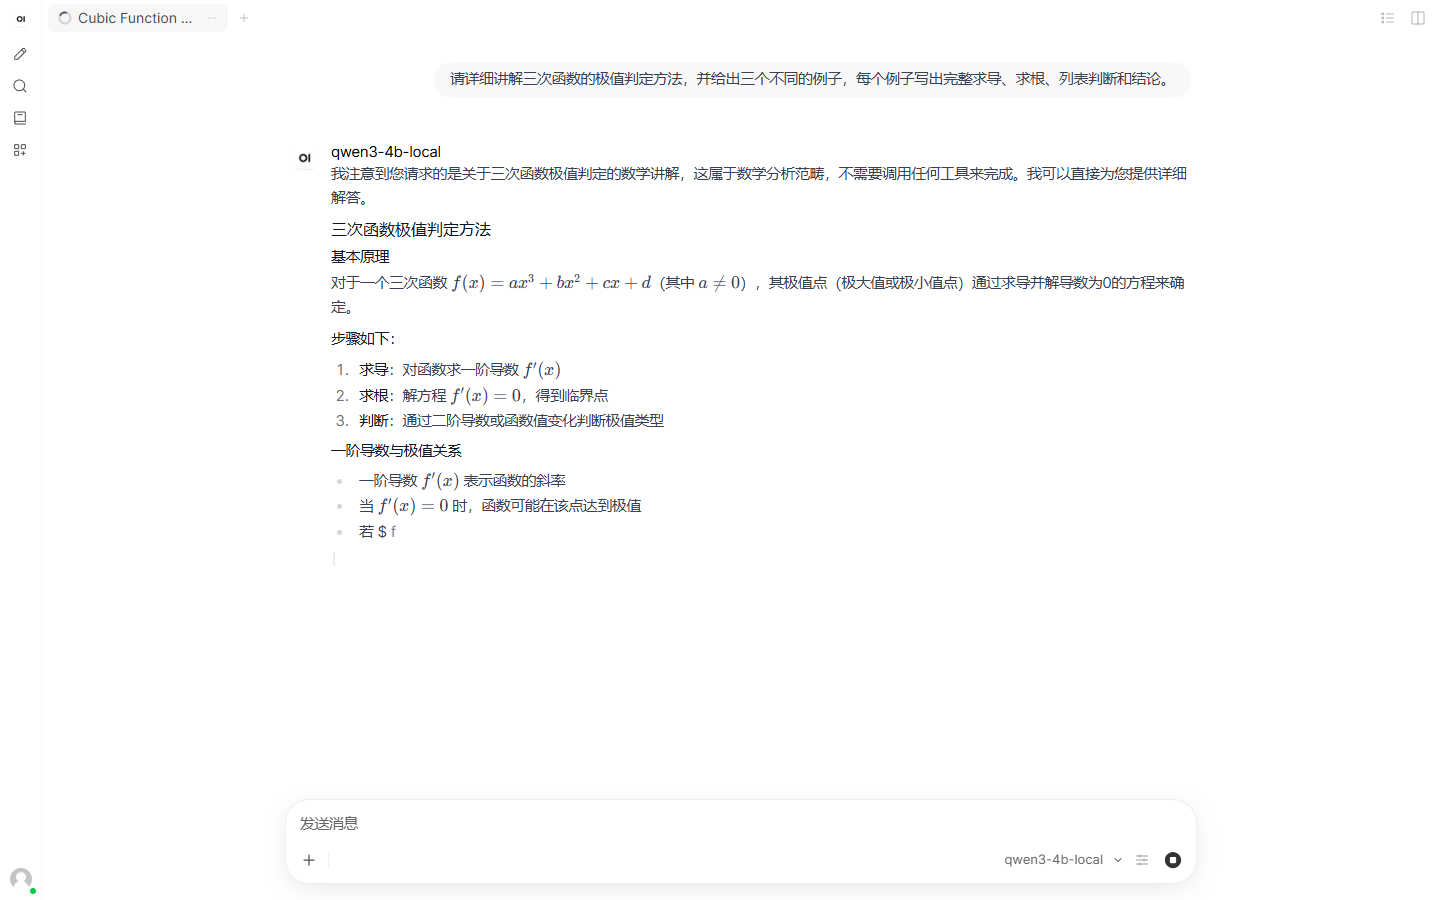 OI
Cubic Function ...
请详细讲解三次函数的极值判定方法，并给出三个不同的例子，每个例子写出完整求导、求根、列表判断和结论。
OI
qwen3-4b-local
我注意到您请求的是关于三次函数极值判定的数学讲解，这属于数学分析范畴，不需要调用任何工具来完成。我可以直接为您提供详细
解答。
三次函数极值判定方法
基本原理
对于一个三次函数 f(x) = ax³ + bx² + cx + d（其中 a ≠ 0），其极值点（极大值或极小值点）通过求导并解导数为0的方程来确
定。
步骤如下：
1. 求导：对函数求一阶导数 f′(x)
2. 求根：解方程 f′(x) = 0，得到临界点
3. 判断：通过二阶导数或函数值变化判断极值类型
一阶导数与极值关系
• 一阶导数 f′(x) 表示函数的斜率
• 当 f′(x) = 0 时，函数可能在该点达到极值
• 若 $ f
发送消息
qwen3-4b-local